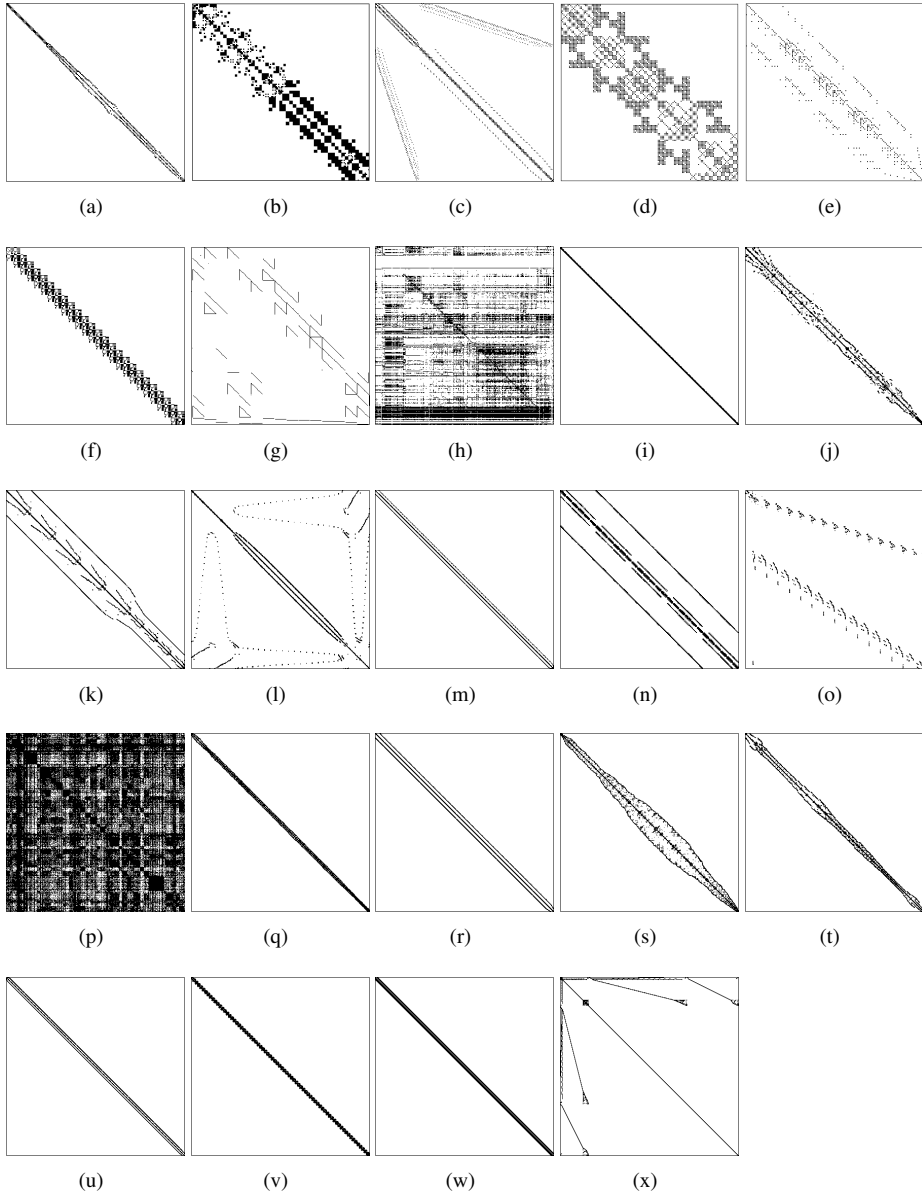 (a) (b) (c) (d) (e)
(f) (g) (h) (i) (j)
(k) (l) (m) (n) (o)
(p) (q) (r) (s) (t)
(u) (v) (w) (x)